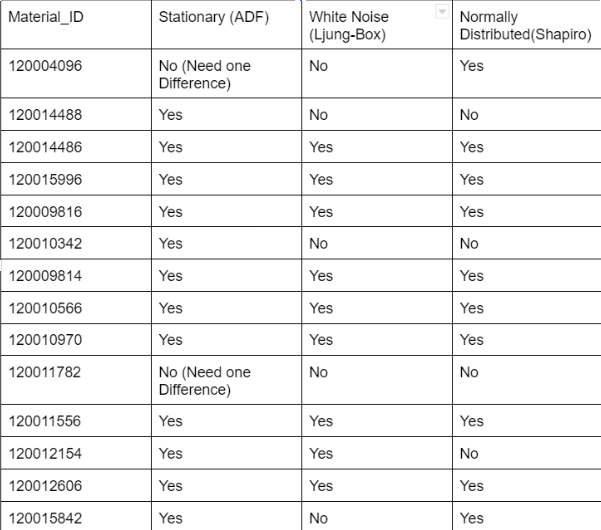 Material_ID Stationary (ADF) White Noise (Ljung-Box) Normally Distributed(Shapiro)
120004096 No (Need one Difference) No Yes
120014488 Yes No No
120014486 Yes Yes Yes
120015996 Yes Yes Yes
120009816 Yes Yes Yes
120010342 Yes No No
120009814 Yes Yes Yes
120010566 Yes Yes Yes
120010970 Yes Yes Yes
120011782 No (Need one Difference) No No
120011556 Yes Yes Yes
120012154 Yes Yes No
120012606 Yes Yes Yes
120015842 Yes No Yes